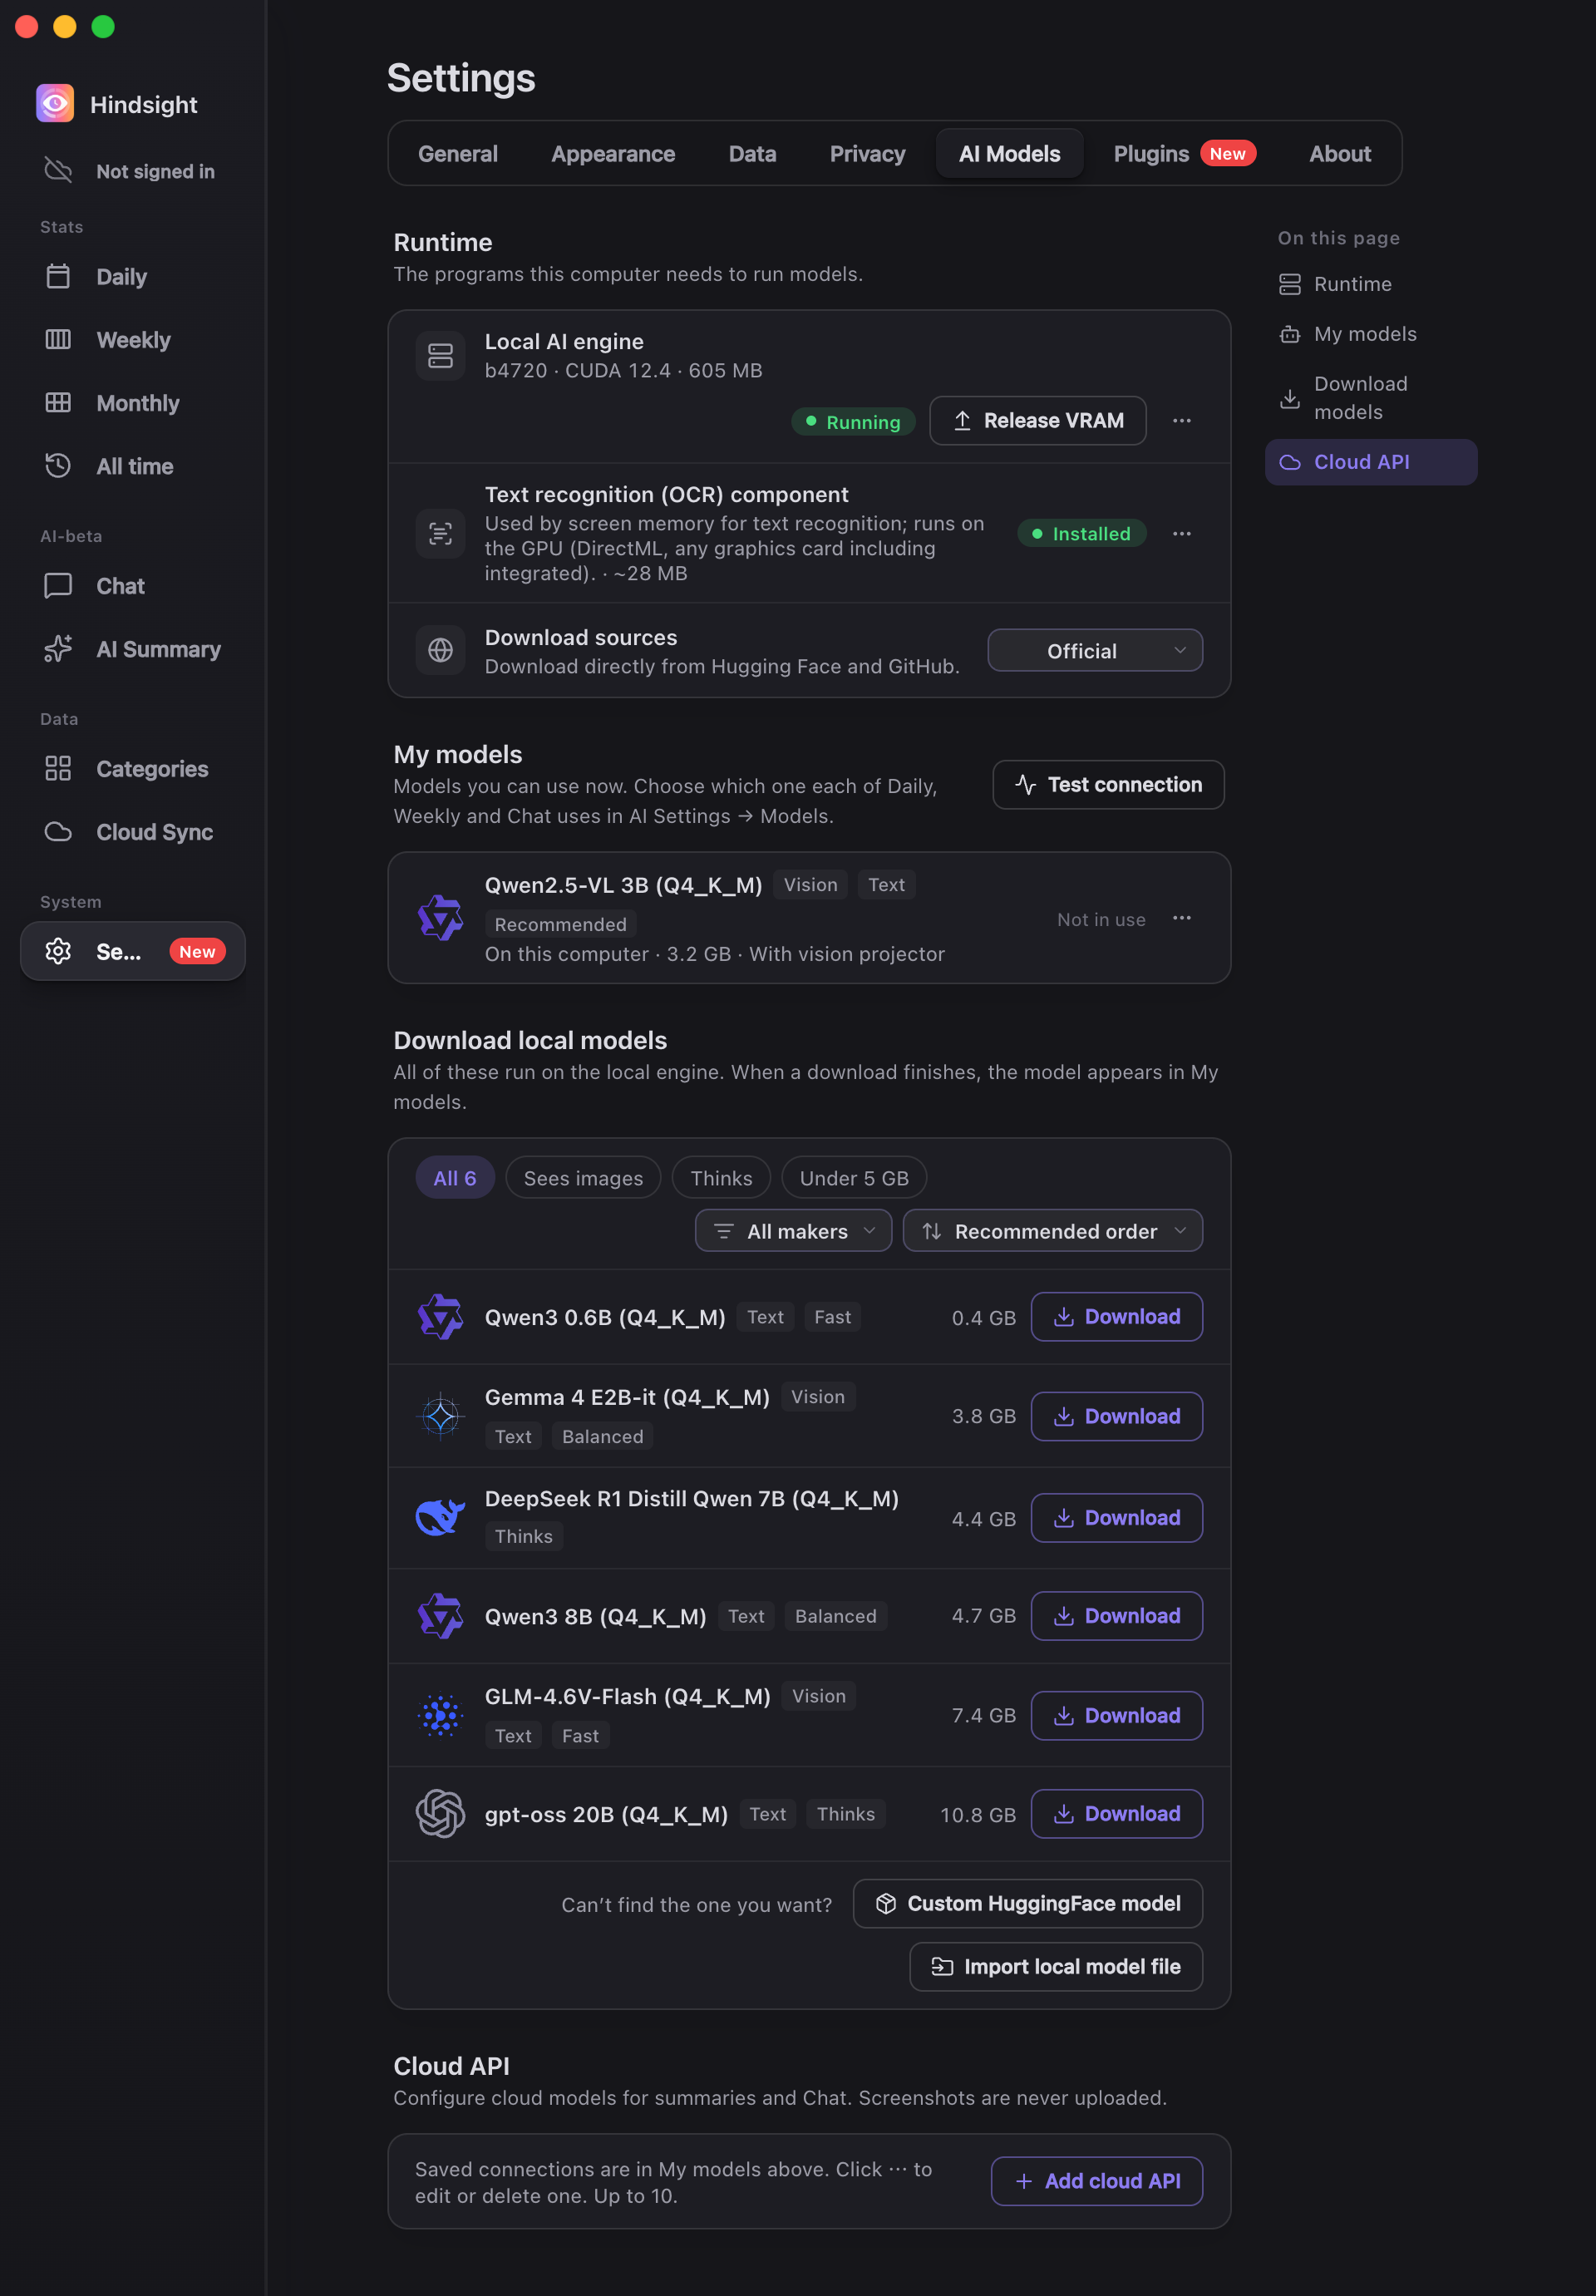 Hindsight
Not signed in
Stats
Daily
Weekly
Monthly
All time
AI-beta
Chat
AI Summary
Data
Categories
Cloud Sync
System
Se... New
Settings
General Appearance Data Privacy AI Models Plugins New About
Runtime
The programs this computer needs to run models.
Local AI engine
b4720 · CUDA 12.4 · 605 MB
Running Release VRAM ···
Text recognition (OCR) component
Used by screen memory for text recognition; runs on
the GPU (DirectML, any graphics card including
integrated). · ~28 MB
Installed ···
Download sources
Download directly from Hugging Face and GitHub.
Official
My models
Models you can use now. Choose which one each of Daily,
Weekly and Chat uses in AI Settings → Models.
Test connection
Qwen2.5-VL 3B (Q4_K_M) Vision Text
Recommended
On this computer · 3.2 GB · With vision projector
Not in use ···
Download local models
All of these run on the local engine. When a download finishes, the model appears in My
models.
All 6 Sees images Thinks Under 5 GB
All makers Recommended order
Qwen3 0.6B (Q4_K_M) Text Fast 0.4 GB Download
Gemma 4 E2B-it (Q4_K_M) Vision
Text Balanced
3.8 GB Download
DeepSeek R1 Distill Qwen 7B (Q4_K_M)
Thinks
4.4 GB Download
Qwen3 8B (Q4_K_M) Text Balanced 4.7 GB Download
GLM-4.6V-Flash (Q4_K_M) Vision
Text Fast
7.4 GB Download
gpt-oss 20B (Q4_K_M) Text Thinks 10.8 GB Download
Can't find the one you want? Custom HuggingFace model
Import local model file
Cloud API
Configure cloud models for summaries and Chat. Screenshots are never uploaded.
Saved connections are in My models above. Click ··· to
edit or delete one. Up to 10.
Add cloud API
On this page
Runtime
My models
Download
models
Cloud API